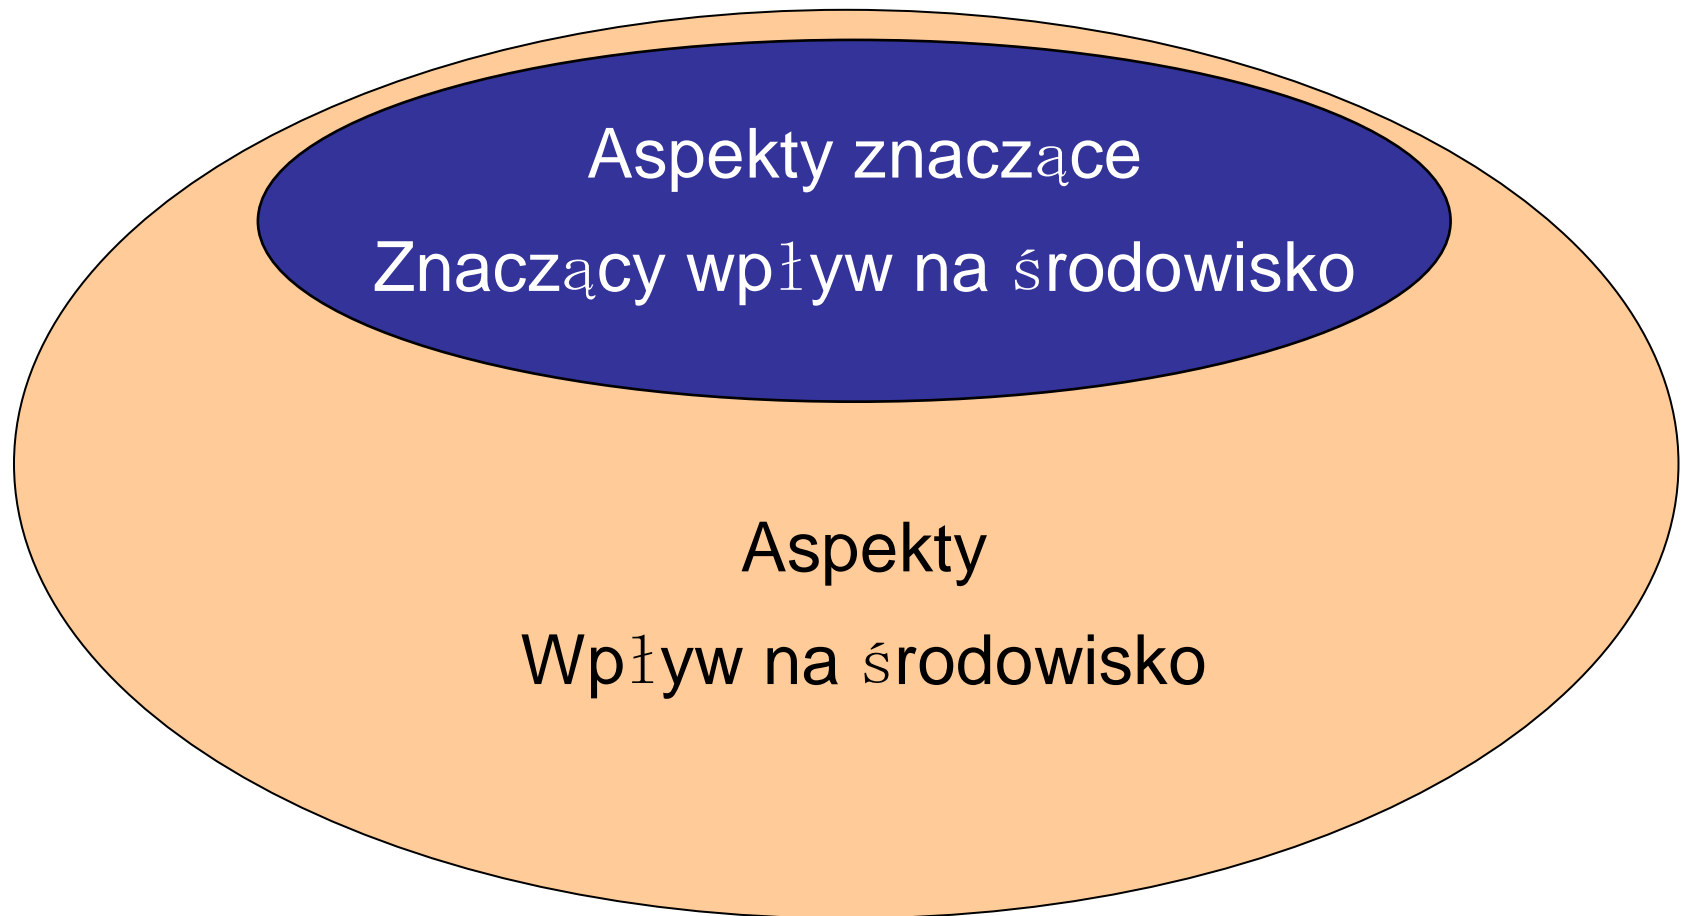 Aspekty znaczące
Znaczący wpływ na środowisko
Aspekty
Wpływ na środowisko